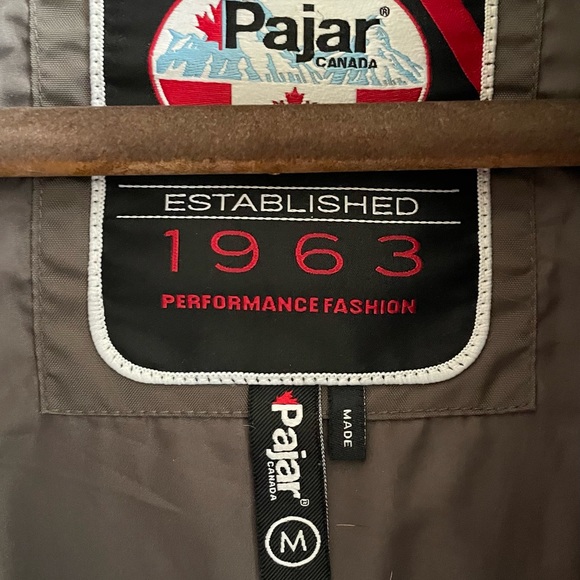 Pajar®
CANADA
ESTABLISHED
1963
PERFORMANCE FASHION
Pajar®
CANADA
M
MADE